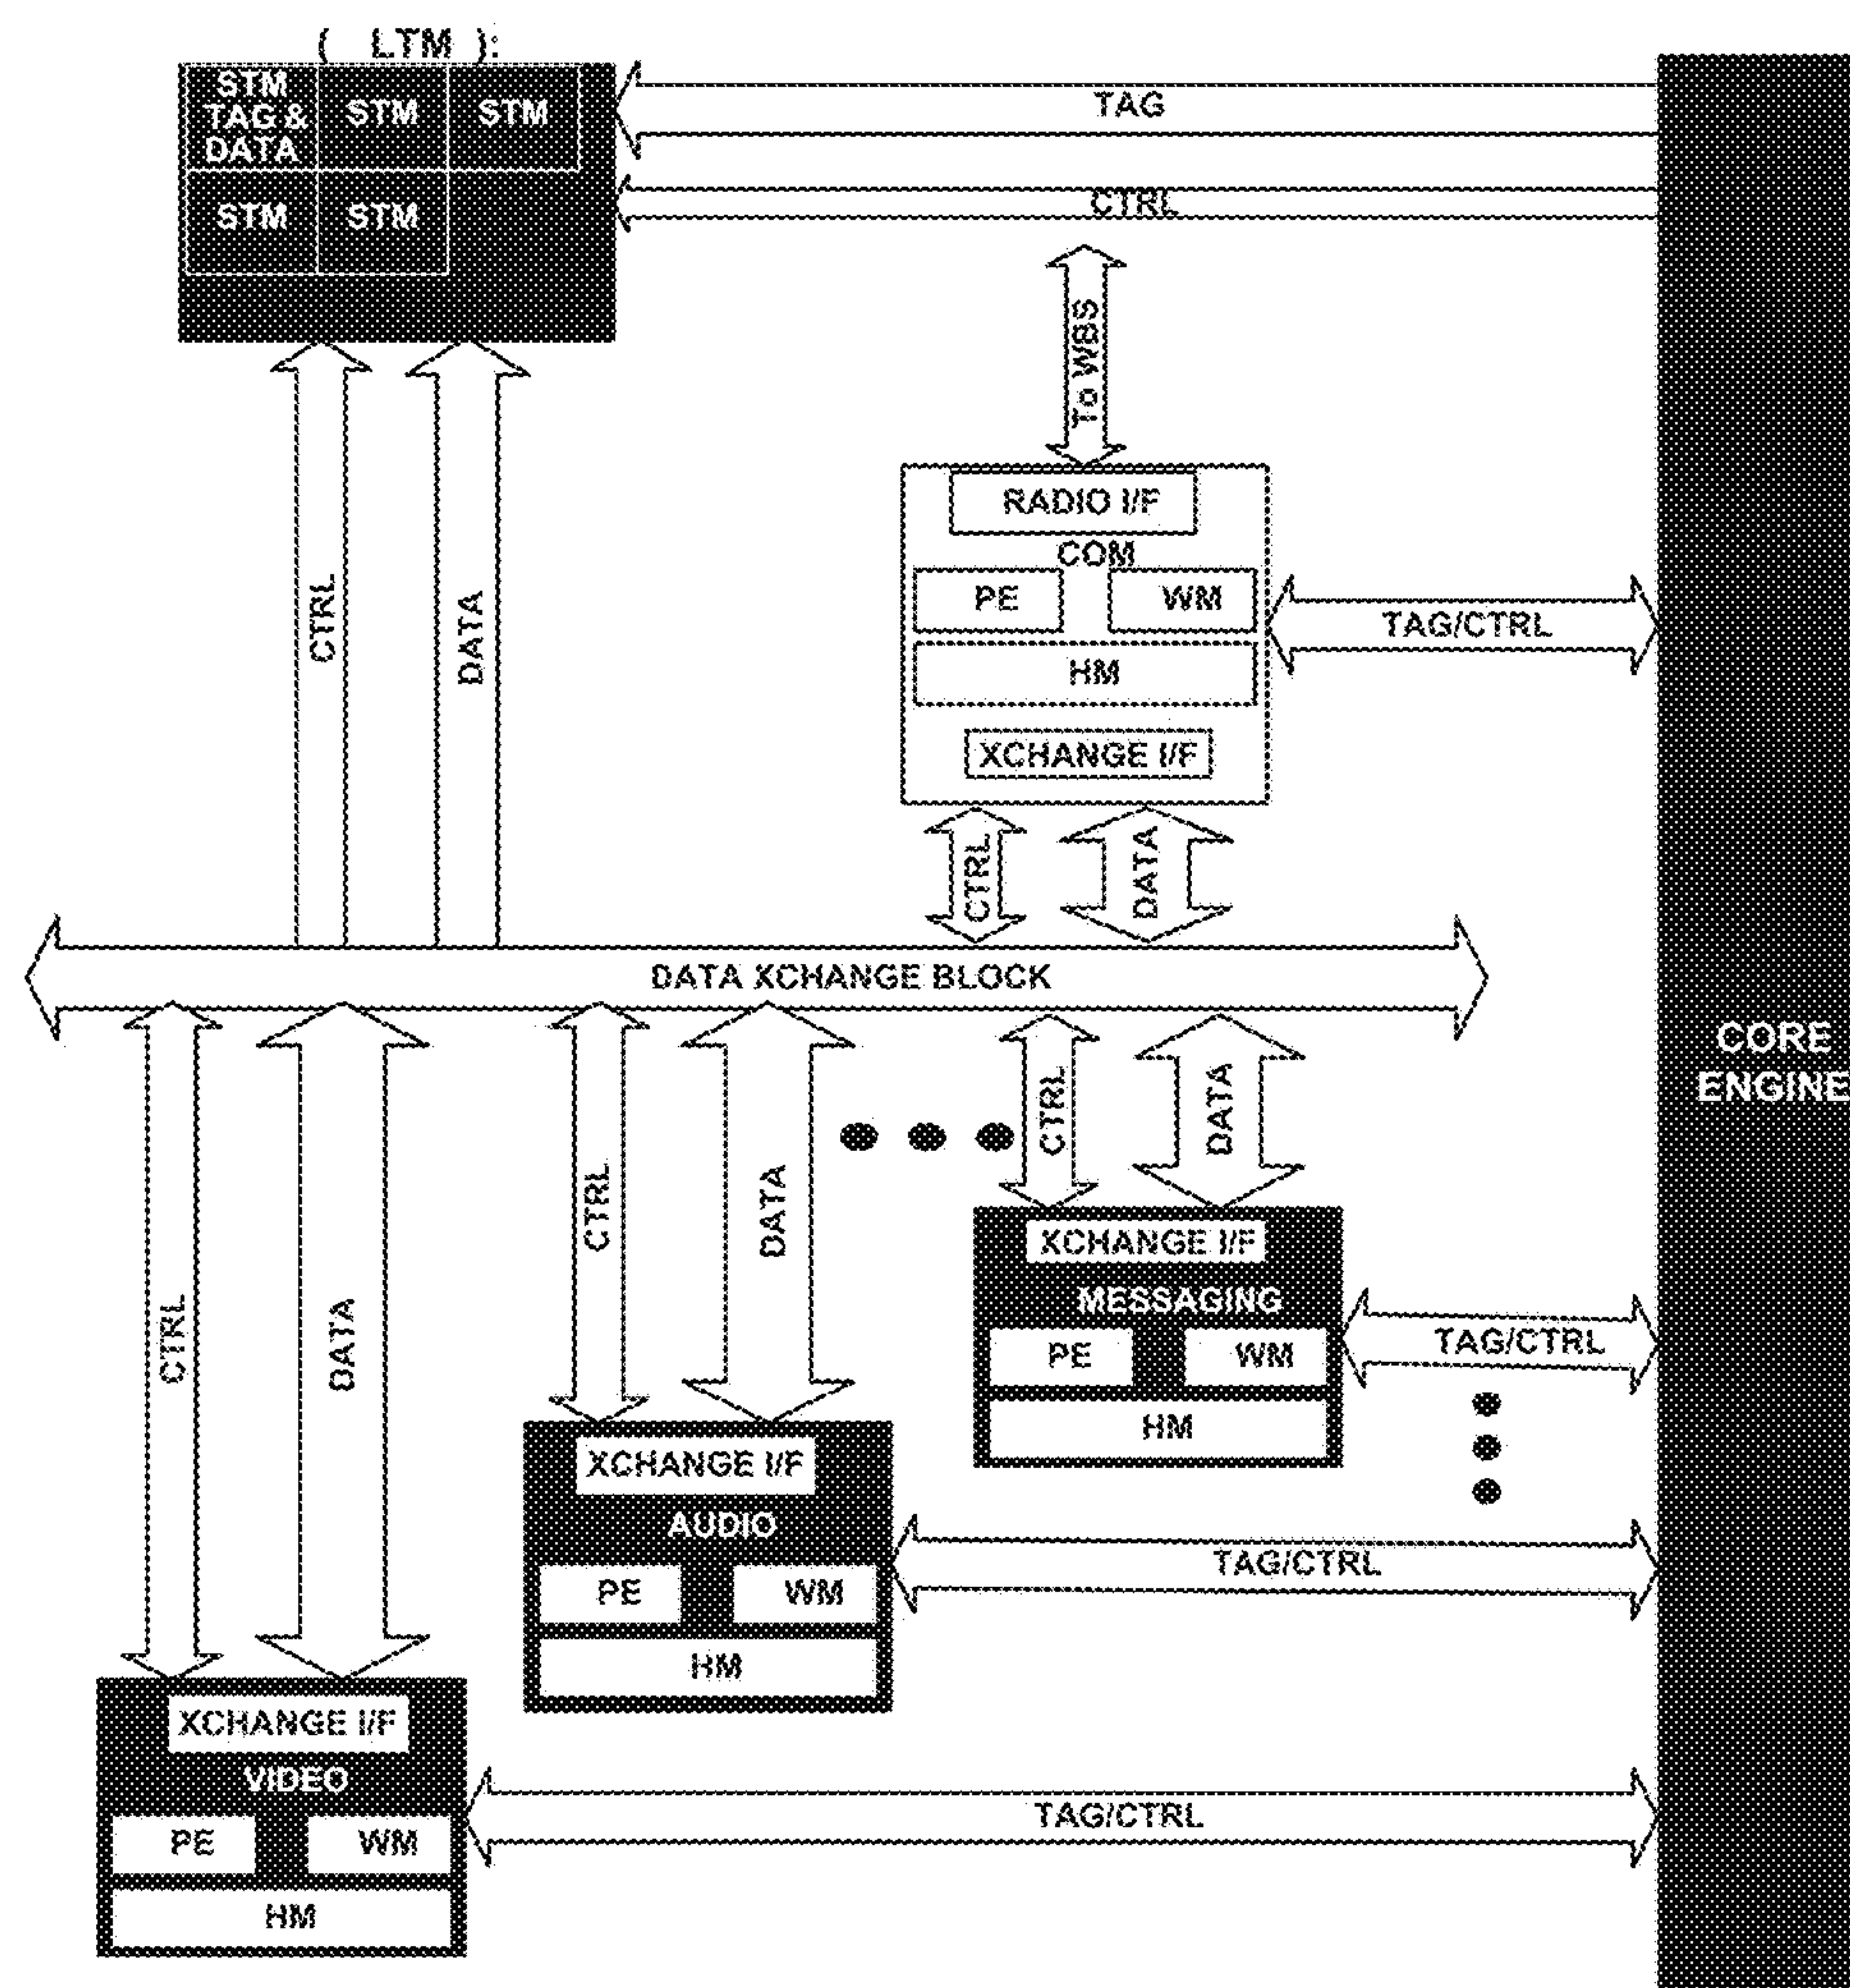 ( LTM ):
STM
TAG &
DATA
STM
STM
STM
STM
TAG
CTRL
To WBS
RADIO I/F
COM
PE
WM
HM
XCHANGE I/F
TAG/CTRL
CTRL
DATA
CTRL
DATA
DATA XCHANGE BLOCK
CORE
ENGINE
CTRL
DATA
CTRL
DATA
CTRL
DATA
XCHANGE I/F
MESSAGING
PE
WM
HM
TAG/CTRL
XCHANGE I/F
AUDIO
PE
WM
HM
TAG/CTRL
XCHANGE I/F
VIDEO
PE
WM
HM
TAG/CTRL